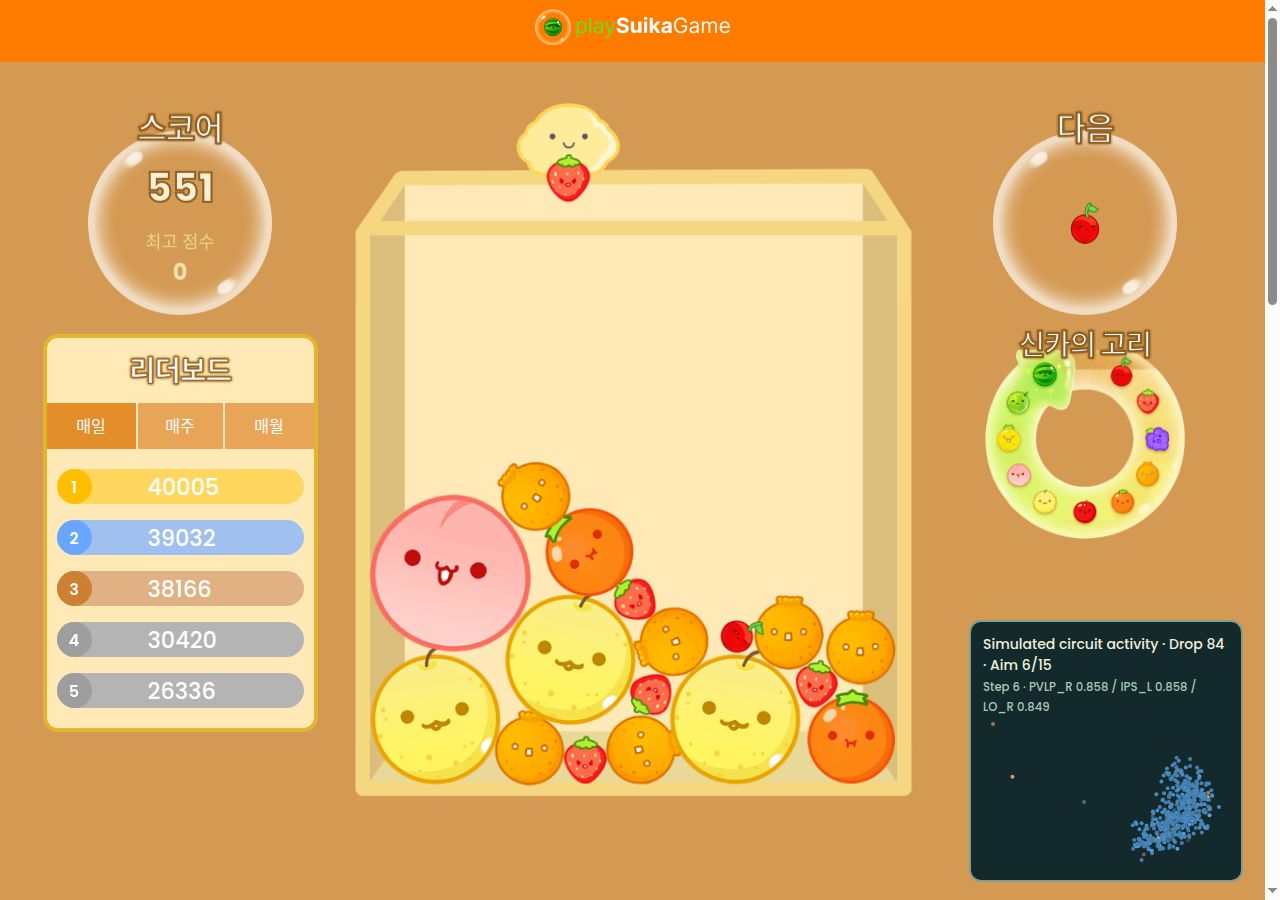 playSuikaGame
스코어
551
최고 점수
0
리더보드
매일 매주 매월
1 40005
2 39032
3 38166
4 30420
5 26336
다음
신카의 고리
Simulated circuit activity · Drop 84
· Aim 6/15
Step 6 · PVLP_R 0.858 / IPS_L 0.858 /
LO_R 0.849